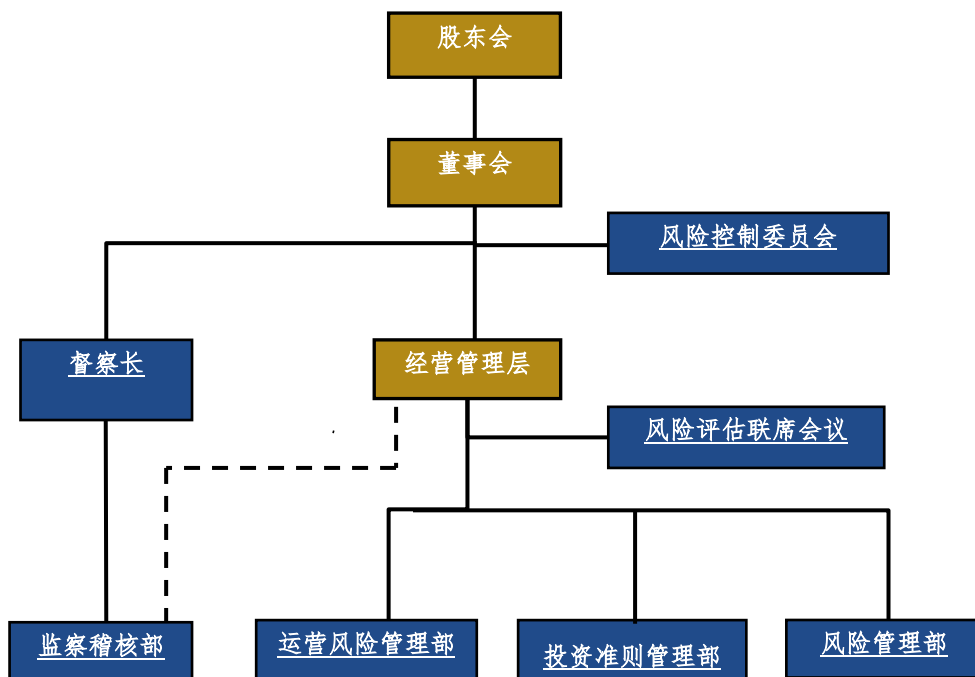 股东会
董事会
风险控制委员会
督察长
经营管理层
风险评估联席会议
监察稽核部
运营风险管理部
投资准则管理部
风险管理部